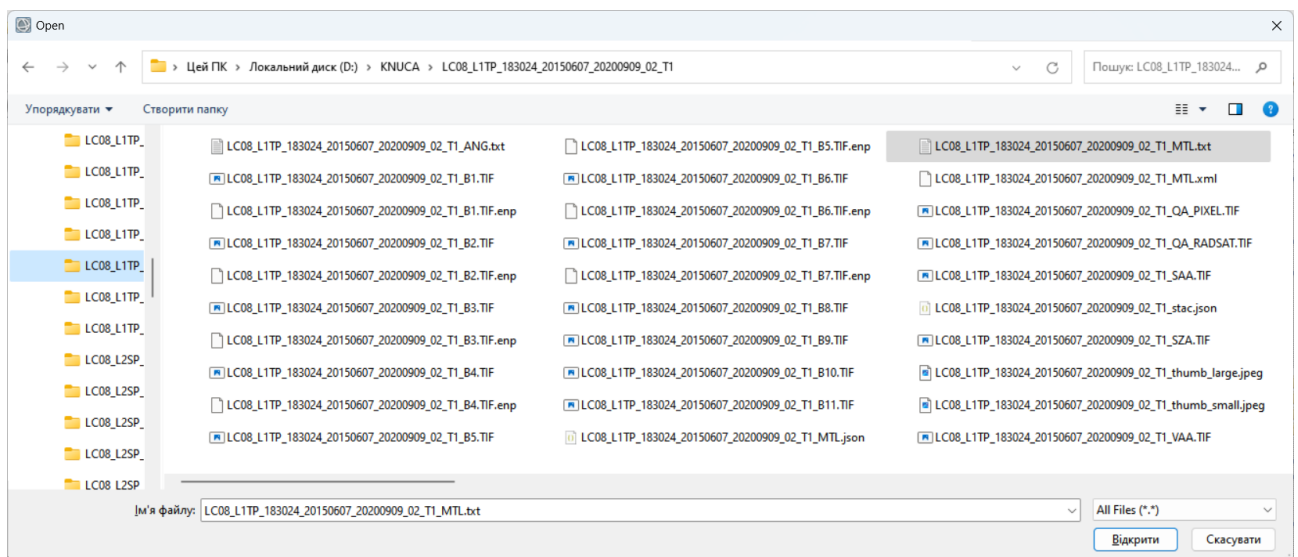 Open
Цей ПК > Локальний диск (D:) > KNUCA > LC08_L1TP_183024_20150607_20200909_02_T1
Пошук: LC08_L1TP_183024...
Упорядкувати
Створити папку
LC08_L1TP_
LC08_L1TP_
LC08_L1TP_
LC08_L1TP_
LC08_L1TP_
LC08_L1TP_
LC08_L1TP_
LC08_L2SP_
LC08_L2SP_
LC08_L2SP_
LC08_L2SP_
LC08_L2SP
LC08_L1TP_183024_20150607_20200909_02_T1_ANG.txt
LC08_L1TP_183024_20150607_20200909_02_T1_B1.TIF
LC08_L1TP_183024_20150607_20200909_02_T1_B1.TIF.enp
LC08_L1TP_183024_20150607_20200909_02_T1_B2.TIF
LC08_L1TP_183024_20150607_20200909_02_T1_B2.TIF.enp
LC08_L1TP_183024_20150607_20200909_02_T1_B3.TIF
LC08_L1TP_183024_20150607_20200909_02_T1_B3.TIF.enp
LC08_L1TP_183024_20150607_20200909_02_T1_B4.TIF
LC08_L1TP_183024_20150607_20200909_02_T1_B4.TIF.enp
LC08_L1TP_183024_20150607_20200909_02_T1_B5.TIF
LC08_L1TP_183024_20150607_20200909_02_T1_B5.TIF.enp
LC08_L1TP_183024_20150607_20200909_02_T1_B6.TIF
LC08_L1TP_183024_20150607_20200909_02_T1_B6.TIF.enp
LC08_L1TP_183024_20150607_20200909_02_T1_B7.TIF
LC08_L1TP_183024_20150607_20200909_02_T1_B7.TIF.enp
LC08_L1TP_183024_20150607_20200909_02_T1_B8.TIF
LC08_L1TP_183024_20150607_20200909_02_T1_B9.TIF
LC08_L1TP_183024_20150607_20200909_02_T1_B10.TIF
LC08_L1TP_183024_20150607_20200909_02_T1_B11.TIF
LC08_L1TP_183024_20150607_20200909_02_T1_MTL.json
LC08_L1TP_183024_20150607_20200909_02_T1_MTL.txt
LC08_L1TP_183024_20150607_20200909_02_T1_MTL.xml
LC08_L1TP_183024_20150607_20200909_02_T1_QA_PIXEL.TIF
LC08_L1TP_183024_20150607_20200909_02_T1_QA_RADSAT.TIF
LC08_L1TP_183024_20150607_20200909_02_T1_SAA.TIF
LC08_L1TP_183024_20150607_20200909_02_T1_stac.json
LC08_L1TP_183024_20150607_20200909_02_T1_SZA.TIF
LC08_L1TP_183024_20150607_20200909_02_T1_thumb_large.jpeg
LC08_L1TP_183024_20150607_20200909_02_T1_thumb_small.jpeg
LC08_L1TP_183024_20150607_20200909_02_T1_VAA.TIF
Ім'я файлу: LC08_L1TP_183024_20150607_20200909_02_T1_MTL.txt
All Files (*.*)
Відкрити
Скасувати